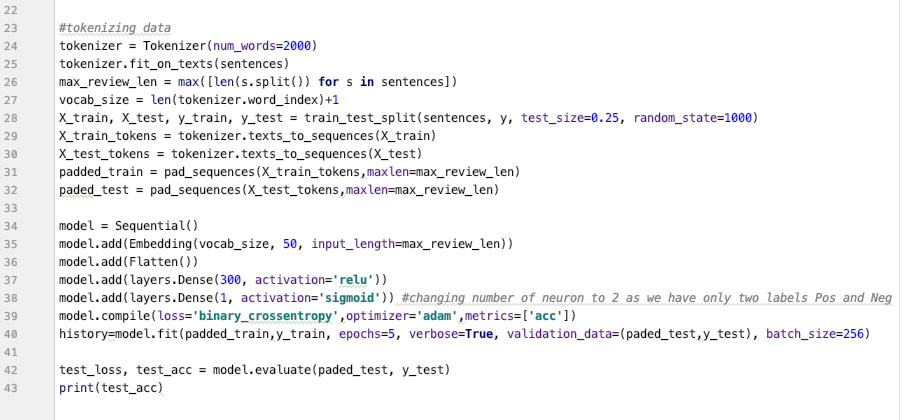 22
23 #tokenizing data
24 tokenizer = Tokenizer(num_words=2000)
25 tokenizer.fit_on_texts(sentences)
26 max_review_len = max([len(s.split()) for s in sentences])
27 vocab_size = len(tokenizer.word_index)+1
28 X_train, X_test, y_train, y_test = train_test_split(sentences, y, test_size=0.25, random_state=1000)
29 X_train_tokens = tokenizer.texts_to_sequences(X_train)
30 X_test_tokens = tokenizer.texts_to_sequences(X_test)
31 padded_train = pad_sequences(X_train_tokens,maxlen=max_review_len)
32 paded_test = pad_sequences(X_test_tokens,maxlen=max_review_len)
33
34 model = Sequential()
35 model.add(Embedding(vocab_size, 50, input_length=max_review_len))
36 model.add(Flatten())
37 model.add(layers.Dense(300, activation='relu'))
38 model.add(layers.Dense(1, activation='sigmoid')) #changing number of neuron to 2 as we have only two labels Pos and Neg
39 model.compile(loss='binary_crossentropy',optimizer='adam',metrics=['acc'])
40 history=model.fit(padded_train,y_train, epochs=5, verbose=True, validation_data=(paded_test,y_test), batch_size=256)
41
42 test_loss, test_acc = model.evaluate(paded_test, y_test)
43 print(test_acc)